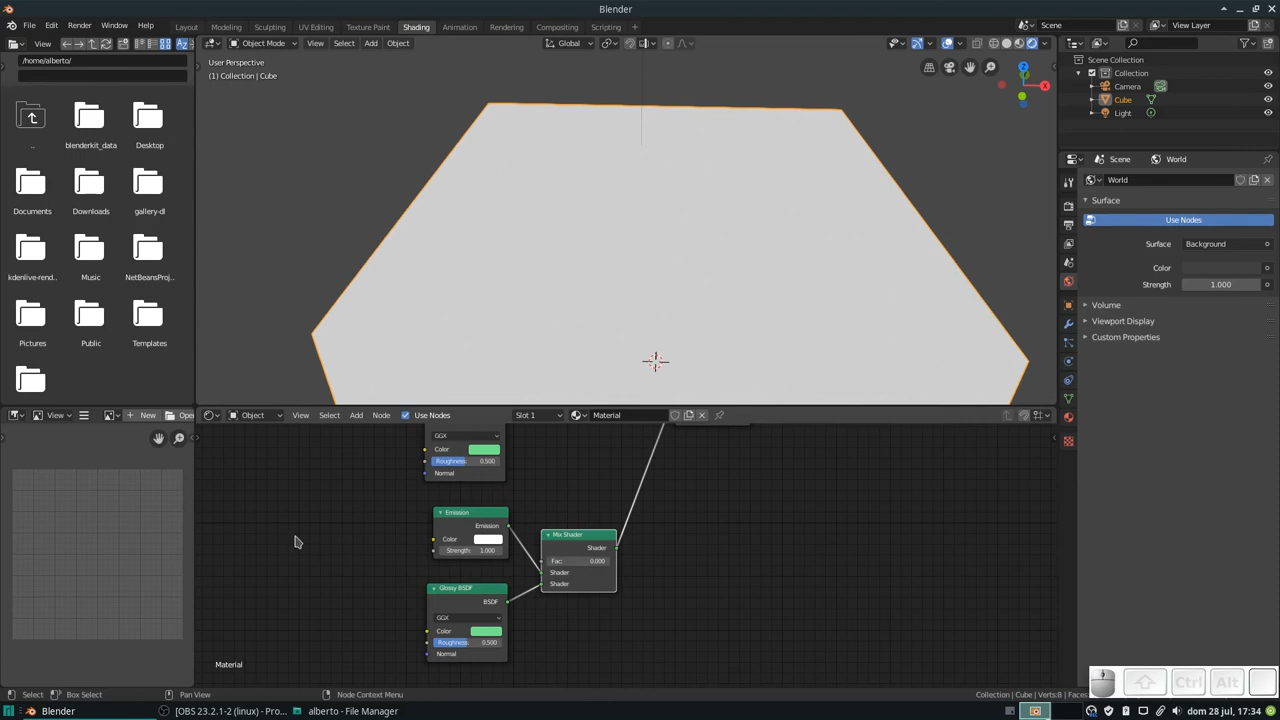 Blender
File Edit Render Window Help
Layout Modeling Sculpting UV Editing Texture Paint Shading Animation Rendering Compositing Scripting
Scene View Layer
View
Object Mode View Select Add Object Global
/home/alberto/
User Perspective
(1) Collection | Cube
Z
X
Scene Collection
Collection
Camera
Cube
Light
..
blenderkit_data
Desktop
Documents
Downloads
gallery-dl
kdenlive-rend..
Music
NetBeansProj..
Pictures
Public
Templates
Scene World
World
Surface
Use Nodes
Surface Background
Color
Strength 1.000
Volume
Viewport Display
Custom Properties
View New Open
Object View Select Add Node Use Nodes Slot 1 Material
GGX
Color
Roughness: 0.500
Normal
Emission
Emission
Color
Strength: 1.000
Mix Shader
Shader
Fac: 0.000
Shader
Shader
Glossy BSDF
BSDF
GGX
Color
Roughness: 0.500
Normal
Material
Select Box Select Pan View Node Context Menu
Collection | Cube | Verts:8 | Faces
Ctrl Alt
Blender
[OBS 23.2.1-2 (linux) - Pro...
alberto - File Manager
dom 28 jul, 17:34